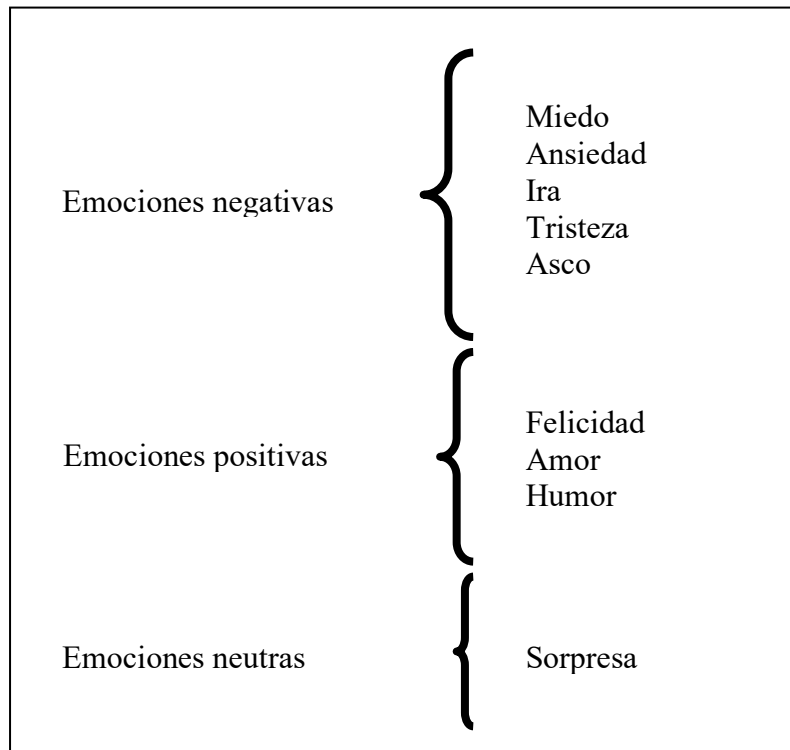 Emociones negativas
Miedo
Ansiedad
Ira
Tristeza
Asco
Emociones positivas
Felicidad
Amor
Humor
Emociones neutras
Sorpresa